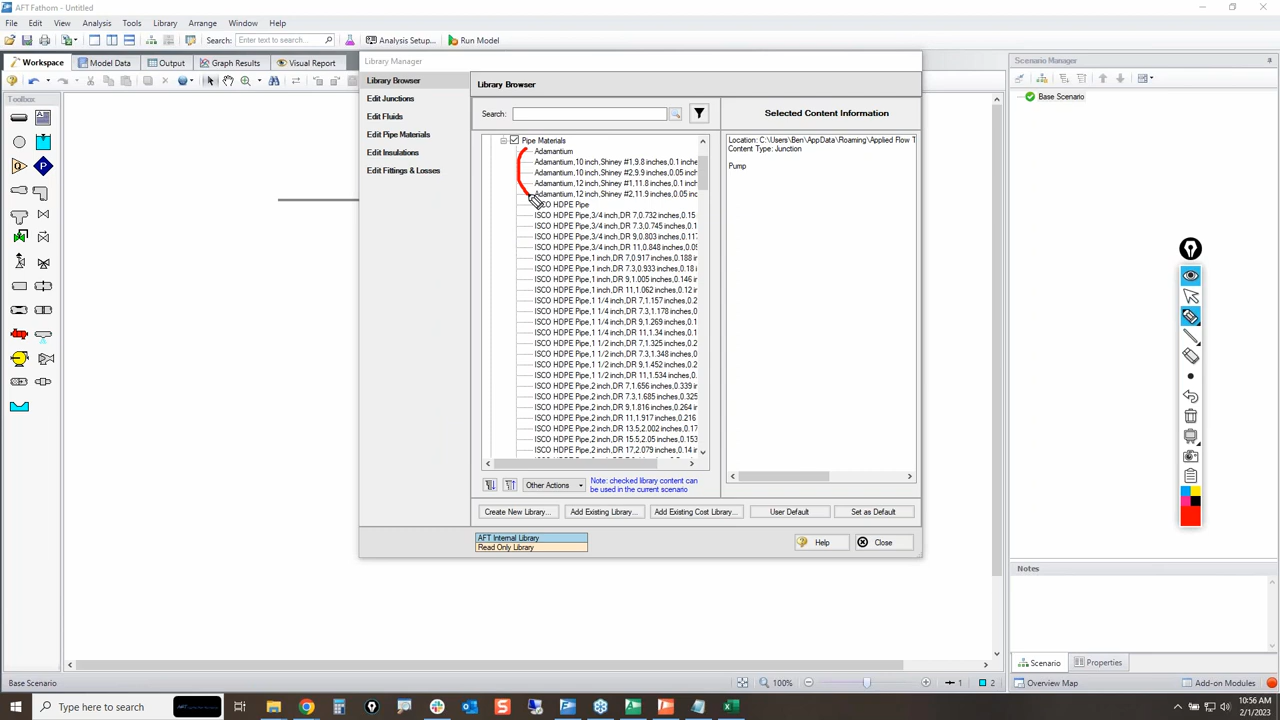 AFT Fathom - Untitled
File Edit View Analysis Tools Library Arrange Window Help
Search: Enter text to search... Analysis Setup... Run Model
Workspace Model Data Output Graph Results Visual Report
Toolbox
Library Manager
Library Browser
Edit Junctions
Edit Fluids
Edit Pipe Materials
Edit Insulations
Edit Fittings & Losses
Library Browser
Search:
Pipe Materials
Adamantium
Adamantium,10 inch,Shiney #1,9.8 inches,0.1 inche
Adamantium,10 inch,Shiney #2,9.9 inches,0.05 inc
Adamantium,12 inch,Shiney #1,11.8 inches,0.1 inch
Adamantium,12 inch,Shiney #2,11.9 inches,0.05 inc
HDPE Pipe
ISCO HDPE Pipe,3/4 inch,DR 7,0.732 inches,0.15
ISCO HDPE Pipe,3/4 inch,DR 7.3,0.745 inches,0.1
ISCO HDPE Pipe,3/4 inch,DR 9,0.803 inches,0.117
ISCO HDPE Pipe,3/4 inch,DR 11,0.848 inches,0.09
ISCO HDPE Pipe,1 inch,DR 7,0.917 inches,0.188 ir
ISCO HDPE Pipe,1 inch,DR 7.3,0.933 inches,0.18 i
ISCO HDPE Pipe,1 inch,DR 9,1.005 inches,0.146 ir
ISCO HDPE Pipe,1 inch,DR 11,1.062 inches,0.12 ir
ISCO HDPE Pipe,1 1/4 inch,DR 7,1.157 inches,0.2
ISCO HDPE Pipe,1 1/4 inch,DR 7.3,1.178 inches,0.
ISCO HDPE Pipe,1 1/4 inch,DR 9,1.269 inches,0.1
ISCO HDPE Pipe,1 1/4 inch,DR 11,1.34 inches,0.1
ISCO HDPE Pipe,1 1/2 inch,DR 7,1.325 inches,0.2
ISCO HDPE Pipe,1 1/2 inch,DR 7.3,1.348 inches,0.
ISCO HDPE Pipe,1 1/2 inch,DR 9,1.452 inches,0.2
ISCO HDPE Pipe,1 1/2 inch,DR 11,1.534 inches,0.
ISCO HDPE Pipe,2 inch,DR 7,1.656 inches,0.339 ir
ISCO HDPE Pipe,2 inch,DR 7.3,1.685 inches,0.325
ISCO HDPE Pipe,2 inch,DR 9,1.816 inches,0.264 ir
ISCO HDPE Pipe,2 inch,DR 11,1.917 inches,0.216
ISCO HDPE Pipe,2 inch,DR 13.5,2.002 inches,0.17
ISCO HDPE Pipe,2 inch,DR 15.5,2.05 inches,0.153
ISCO HDPE Pipe,2 inch,DR 17,2.079 inches,0.14 ir
Other Actions
Note: checked library content can
be used in the current scenario
Selected Content Information
Location: C:\Users\Ben\AppData\Roaming\Applied Flow T
Content Type: Junction
Pump
Create New Library... Add Existing Library... Add Existing Cost Library... User Default Set as Default
AFT Internal Library
Read Only Library
Help Close
Scenario Manager
Base Scenario
Notes
Scenario Properties
Base Scenario 100% 1 2 Overview Map Add-on Modules
Type here to search
10:56 AM
2/1/2023